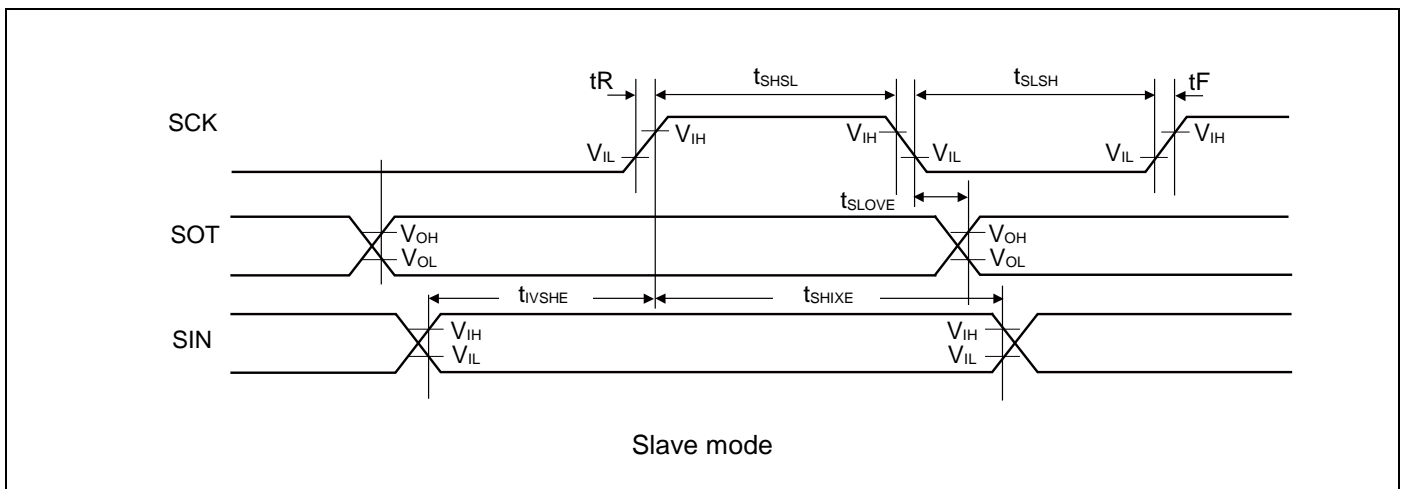 tR tSHSL tSLSH tF
SCK
VIH VIH VIH
VIL VIL VIL
tSLOVE
SOT
VOH VOH
VOL VOL
tIVSHE tSHIXE
SIN
VIH VIH
VIL VIL
Slave mode